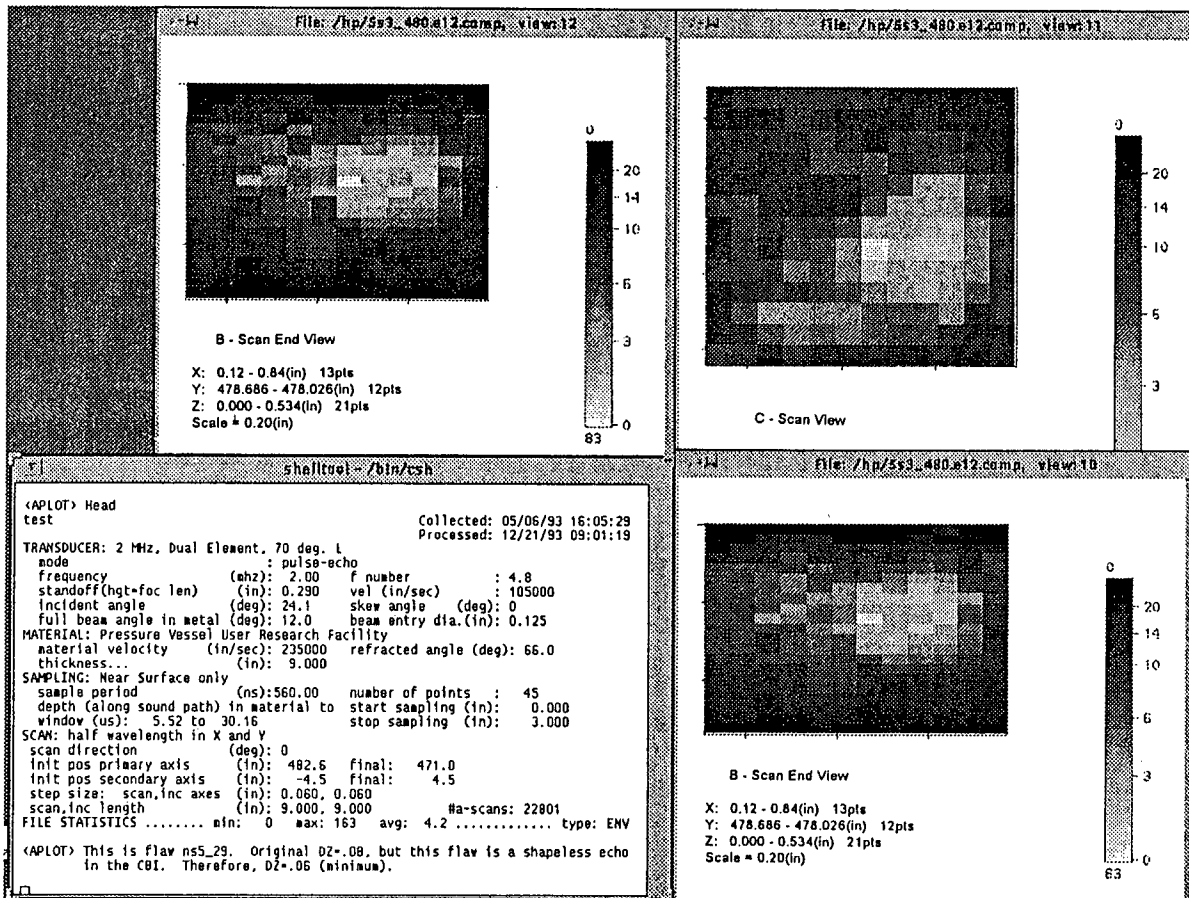 File: /hp/5s3_480.e12.comp, view:12
0
20
14
10
6
3
0
83
B - Scan End View
X: 0.12 - 0.84(in) 13pts
Y: 478.686 - 478.026(in) 12pts
Z: 0.000 - 0.534(in) 21pts
Scale = 0.20(in)
File: /hp/5s3_480.e12.comp, view:11
0
20
14
10
6
3
C - Scan View
shelltool - /bin/csh
<APLOT> Head
test Collected: 05/06/93 16:05:29
Processed: 12/21/93 09:01:19
TRANSDUCER: 2 MHz, Dual Element, 70 deg. L
mode : pulse-echo
frequency (mhz): 2.00 f number : 4.8
standoff(hgt+foc len) (in): 0.290 vel (in/sec) : 105000
incident angle (deg): 24.1 skew angle (deg): 0
full beam angle in metal (deg): 12.0 beam entry dia.(in): 0.125
MATERIAL: Pressure Vessel User Research Facility
material velocity (in/sec): 235000 refracted angle (deg): 66.0
thickness... (in): 9.000
SAMPLING: Near Surface only
sample period (ns):560.00 number of points : 45
depth (along sound path) in material to start sampling (in): 0.000
window (us): 5.52 to 30.16 stop sampling (in): 3.000
SCAN: half wavelength in X and Y
scan direction (deg): 0
init pos primary axis (in): 482.6 final: 471.0
init pos secondary axis (in): -4.5 final: 4.5
step size: scan,inc axes (in): 0.060, 0.060
scan,inc length (in): 9.000, 9.000 #a-scans: 22801
FILE STATISTICS ........ min: 0 max: 163 avg: 4.2 ............. type: ENV
<APLOT> This is flaw ns5_29. Original DZ=.08, but this flaw is a shapeless echo
in the CBI. Therefore, DZ=.06 (minimum).
File: /hp/5s3_480.e12.comp, view:10
0
20
14
10
6
3
0
83
B - Scan End View
X: 0.12 - 0.84(in) 13pts
Y: 478.686 - 478.026(in) 12pts
Z: 0.000 - 0.534(in) 21pts
Scale = 0.20(in)